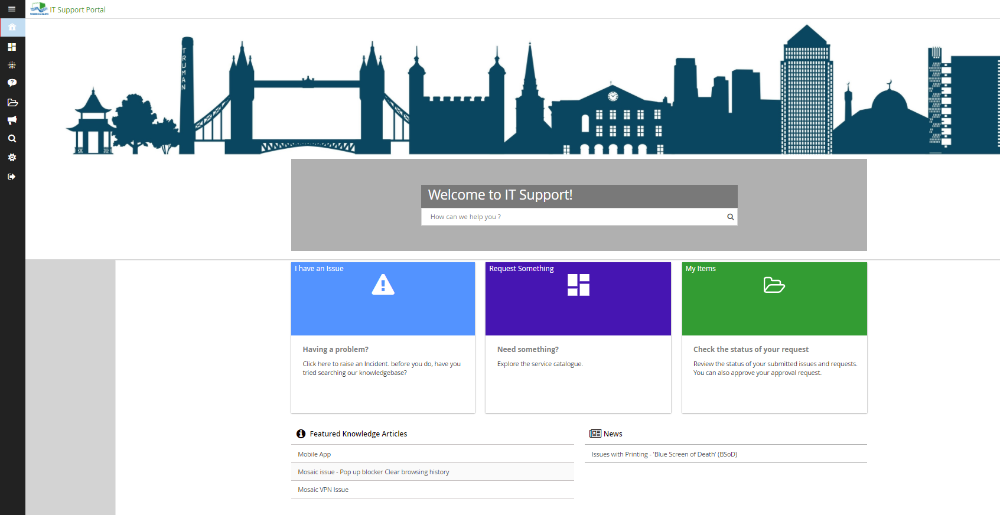 IT Support Portal
TRUMAN
Welcome to IT Support!
How can we help you ?
I have an Issue
Request Something
My Items
Having a problem?
Click here to raise an Incident. before you do, have you
tried searching our knowledgebase?
Need something?
Explore the service catalogue.
Check the status of your request
Review the status of your submitted issues and requests.
You can also approve your approval request.
Featured Knowledge Articles
Mobile App
Mosaic issue - Pop up blocker Clear browsing history
Mosaic VPN Issue
News
Issues with Printing - 'Blue Screen of Death' (BSoD)